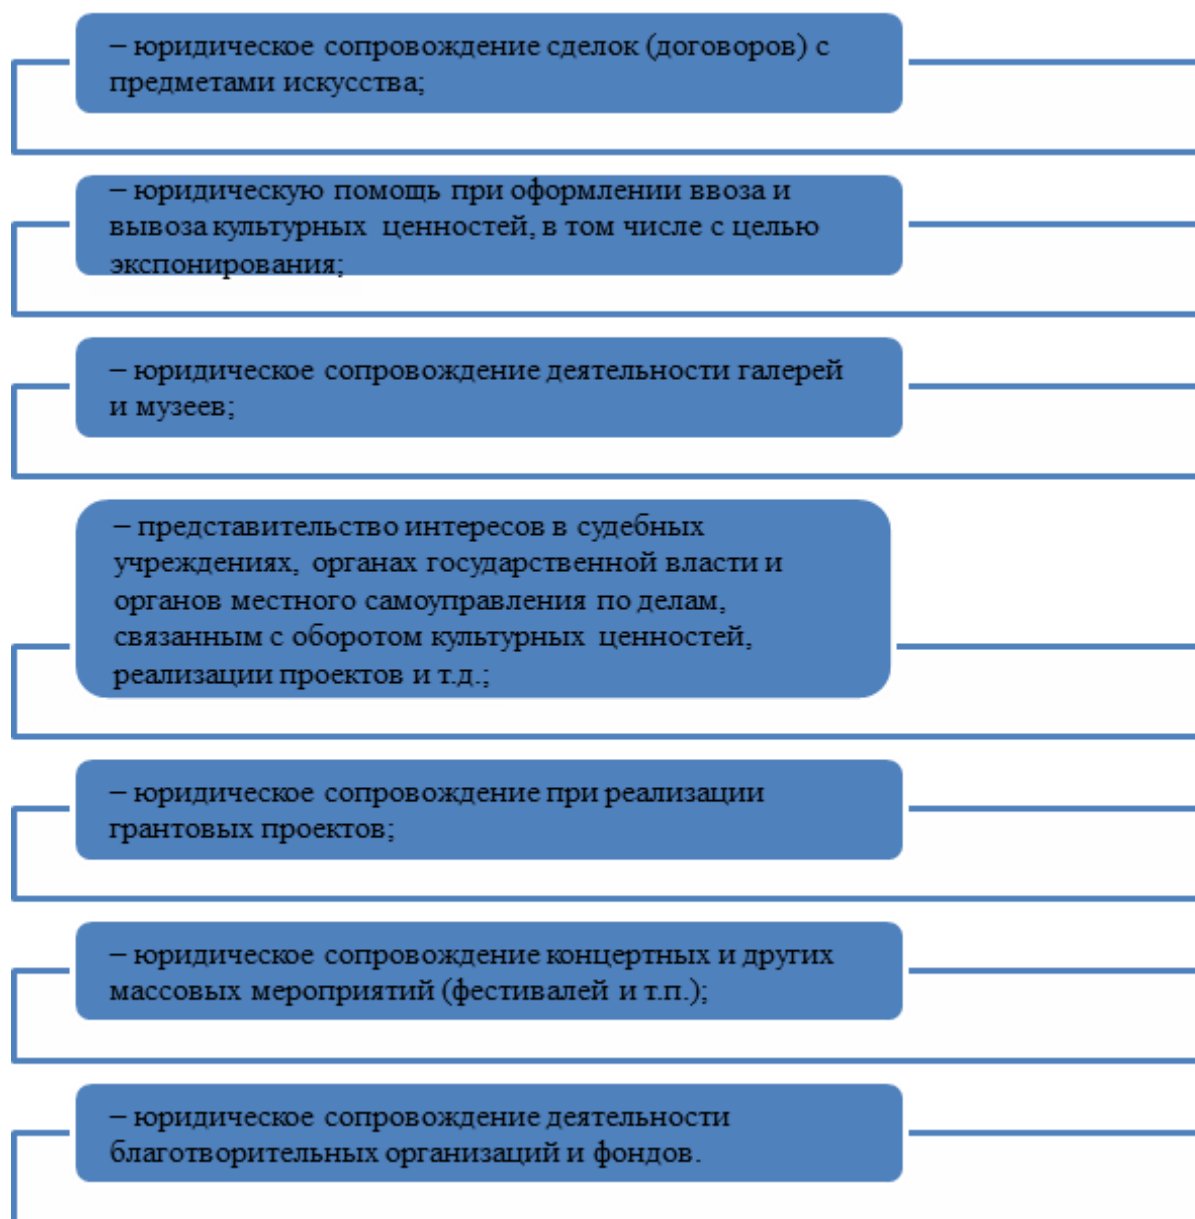 – юридическое сопровождение сделок (договоров) с
предметами искусства;
– юридическую помощь при оформлении ввоза и
вывоза культурных ценностей, в том числе с целью
экспонирования;
– юридическое сопровождение деятельности галерей
и музеев;
– представительство интересов в судебных
учреждениях, органах государственной власти и
органов местного самоуправления по делам,
связанным с оборотом культурных ценностей,
реализации проектов и т.д.;
– юридическое сопровождение при реализации
грантовых проектов;
– юридическое сопровождение концертных и других
массовых мероприятий (фестивалей и т.п.);
– юридическое сопровождение деятельности
благотворительных организаций и фондов.